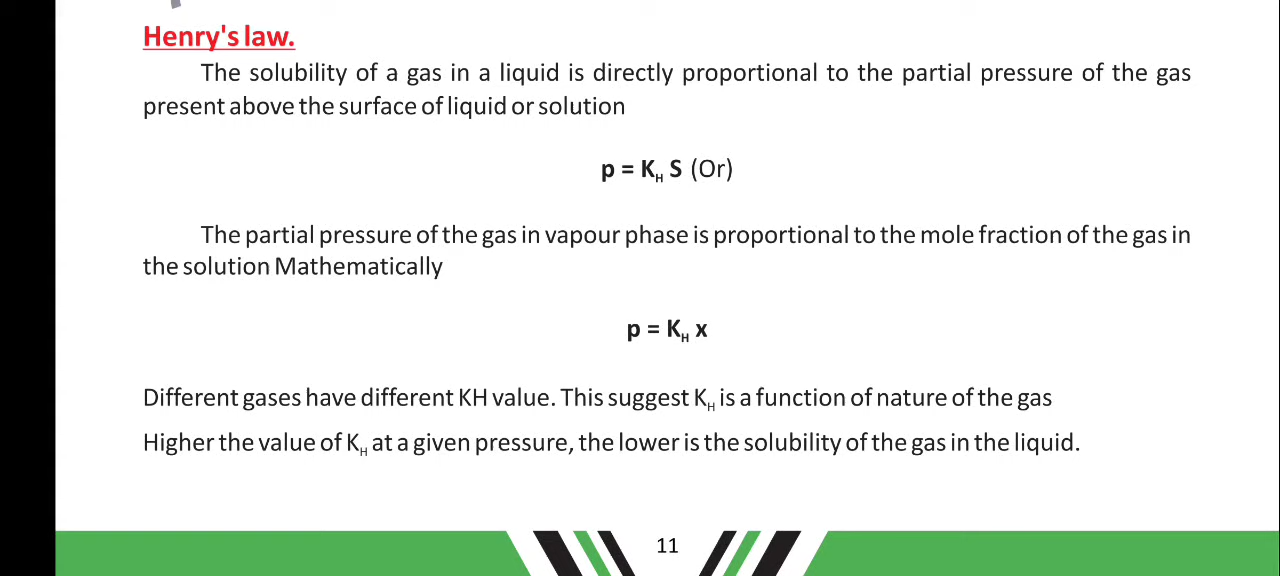 Henry's law.
The solubility of a gas in a liquid is directly proportional to the partial pressure of the gas
present above the surface of liquid or solution
p = K_H S (Or)
The partial pressure of the gas in vapour phase is proportional to the mole fraction of the gas in
the solution Mathematically
p = K_H x
Different gases have different KH value. This suggest K_H is a function of nature of the gas
Higher the value of K_H at a given pressure, the lower is the solubility of the gas in the liquid.
11